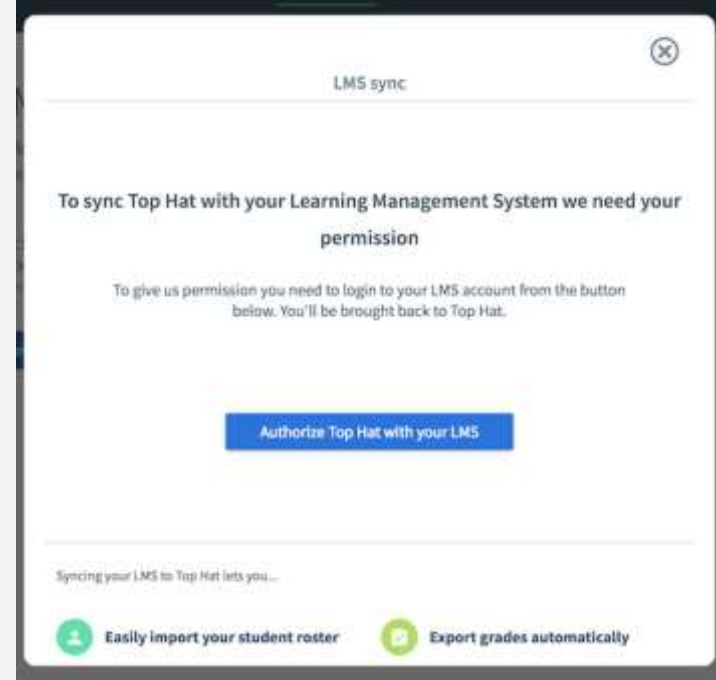 LMS sync
To sync Top Hat with your Learning Management System we need your
permission
To give us permission you need to login to your LMS account from the button
below. You'll be brought back to Top Hat.
Authorize Top Hat with your LMS
Syncing your LMS to Top Hat lets you...
Easily import your student roster
Export grades automatically